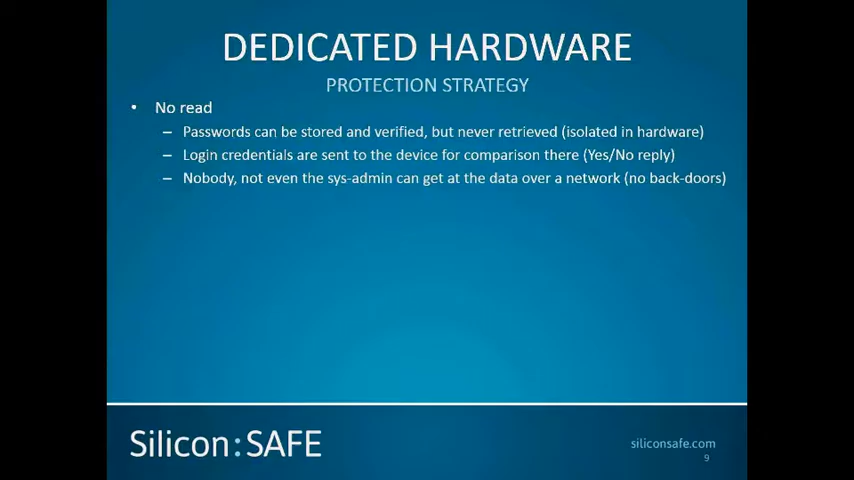 DEDICATED HARDWARE
PROTECTION STRATEGY
• No read
– Passwords can be stored and verified, but never retrieved (isolated in hardware)
– Login credentials are sent to the device for comparison there (Yes/No reply)
– Nobody, not even the sys-admin can get at the data over a network (no back-doors)
Silicon:SAFE
siliconsafe.com
9